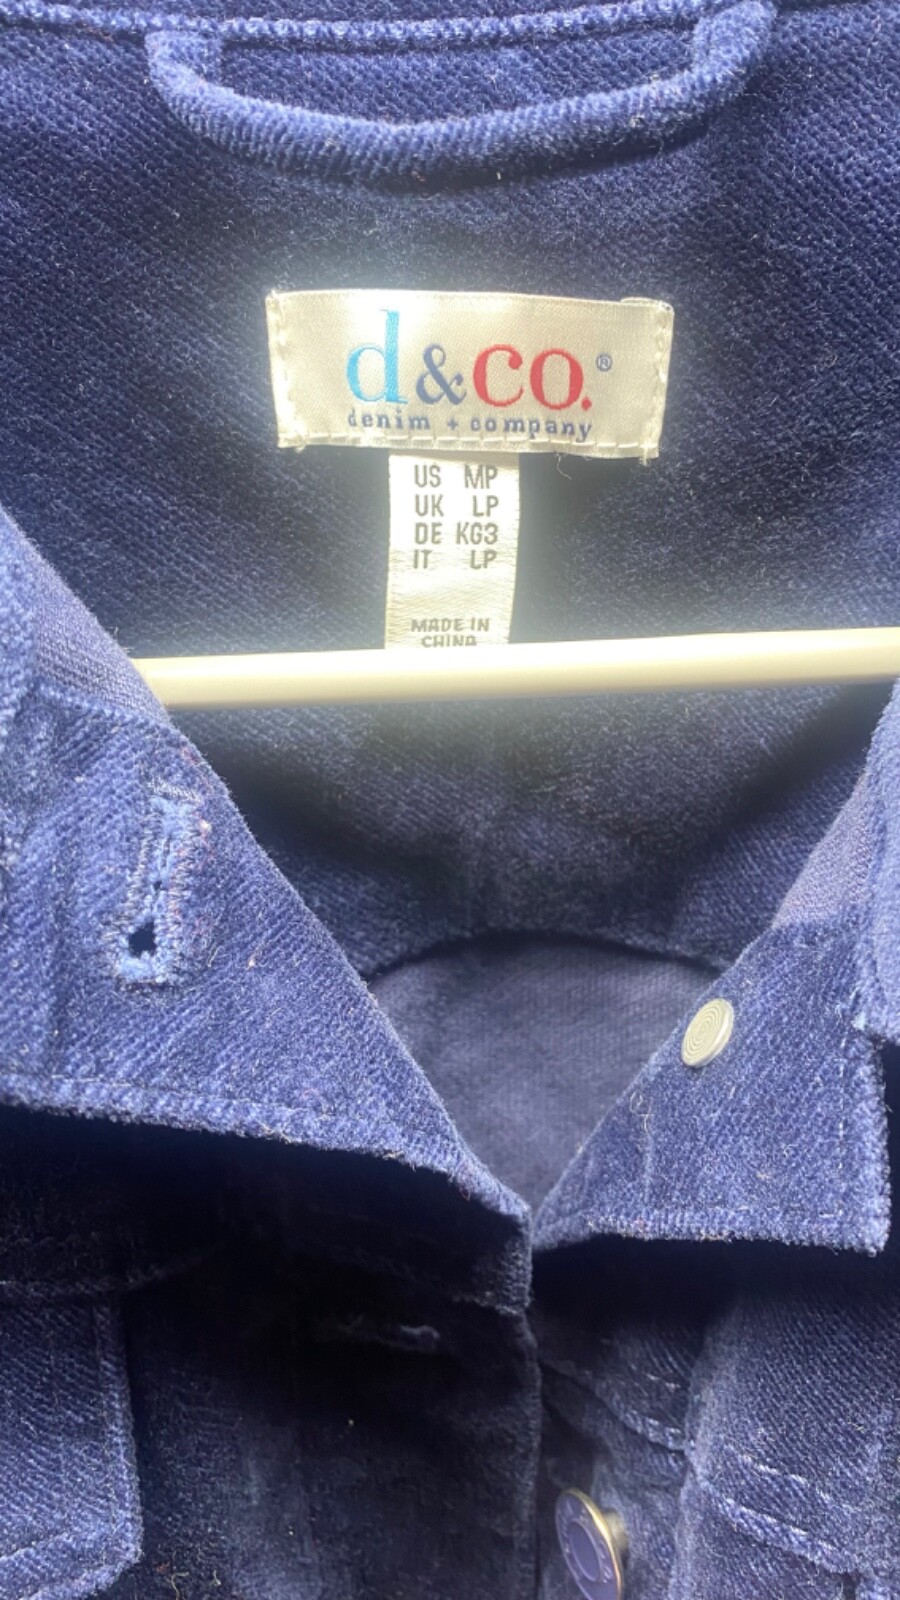 d&co.®
denim + company
US MP
UK LP
DE KG3
IT LP
MADE IN
CHINA